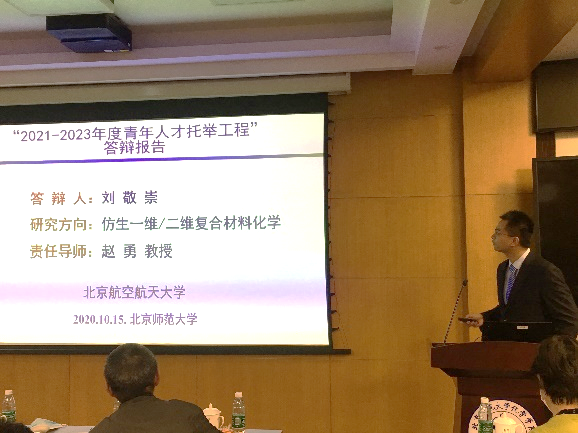 “2021-2023年度青年人才托举工程”
答辩报告
答 辩 人：刘 敬 崇
研究方向：仿生一维/二维复合材料化学
责任导师：赵 勇 教授
北京航空航天大学
2020.10.15. 北京师范大学